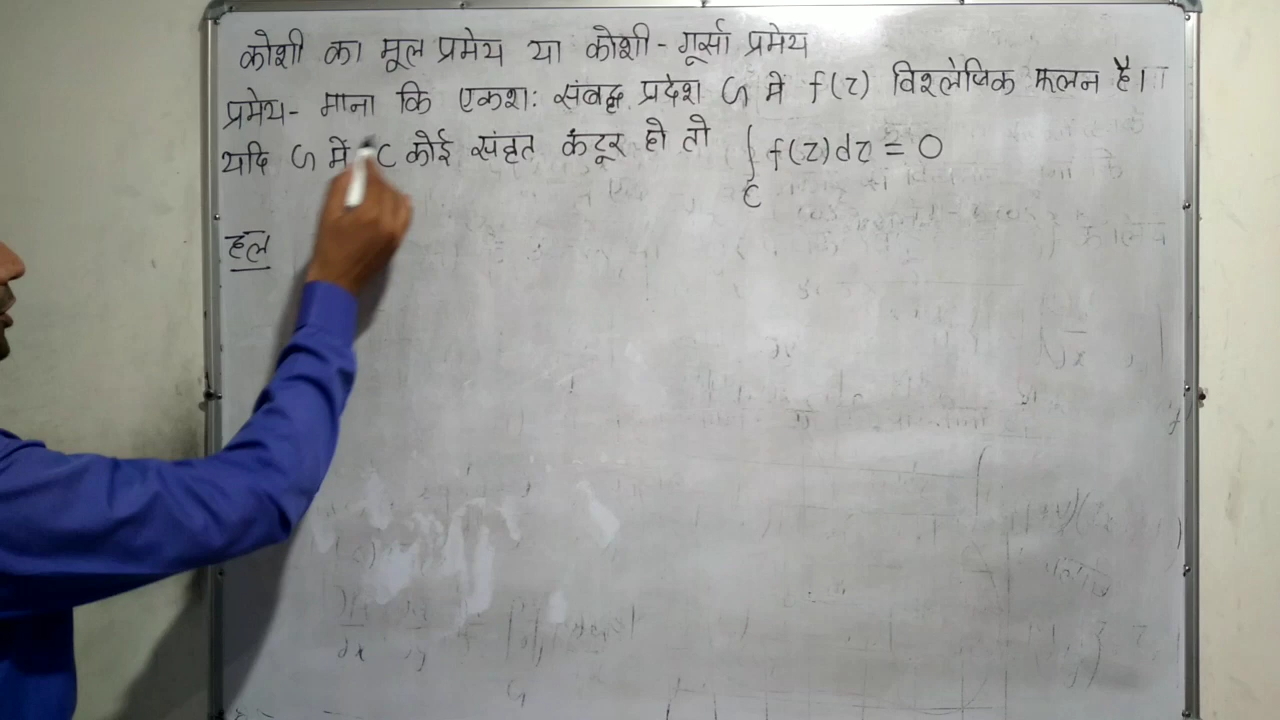 कोशी का मूल प्रमेय या कोशी - गूर्सा प्रमेय
प्रमेय - माना कि एकश: संबद्ध प्रदेश G में f(z) विश्लेषिक फलन है।
यदि G में C कोई संवृत कंटूर हो तो ∫_C f(z)dz = 0
हल